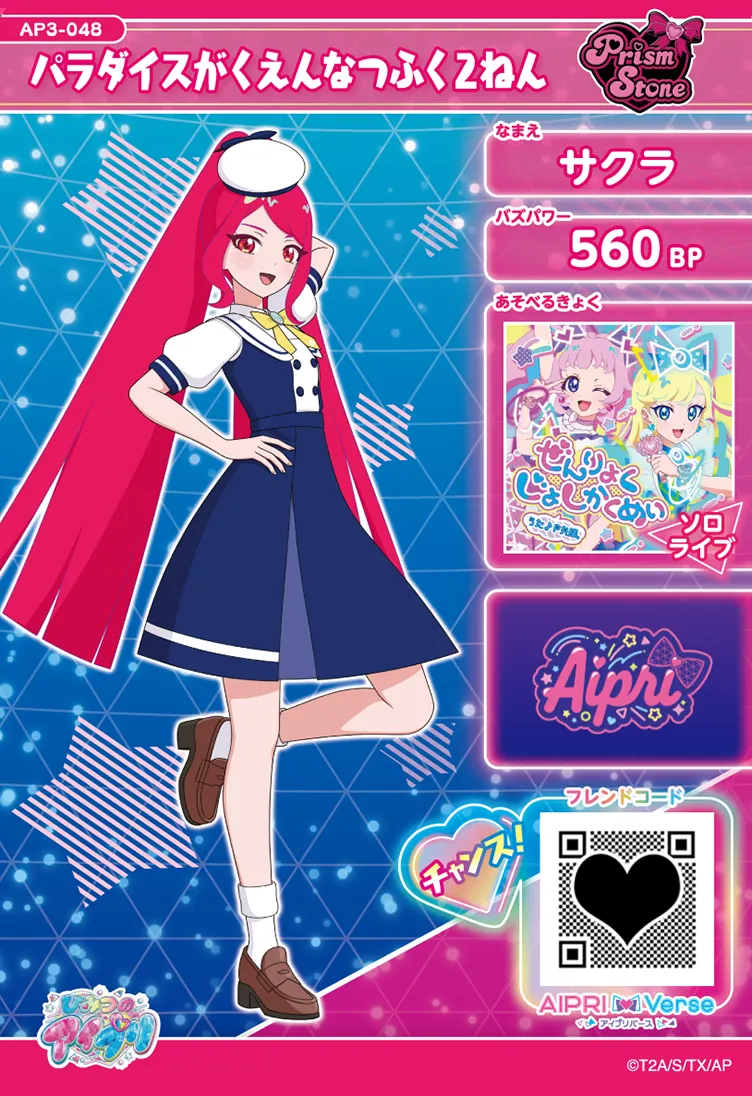 AP3-048
パラダイスがくえんなつふく2ねん
Prism
Stone
なまえ
サクラ
バズパワー
560 BP
あそべるきょく
ぜんりょく
じょしかくめい
ソロ
ライブ
Aipri
フレンドコード
チャンス!
AIPRI Verse
アイプリバース
ひみつの
アイプリ
©T2A/S/TX/AP